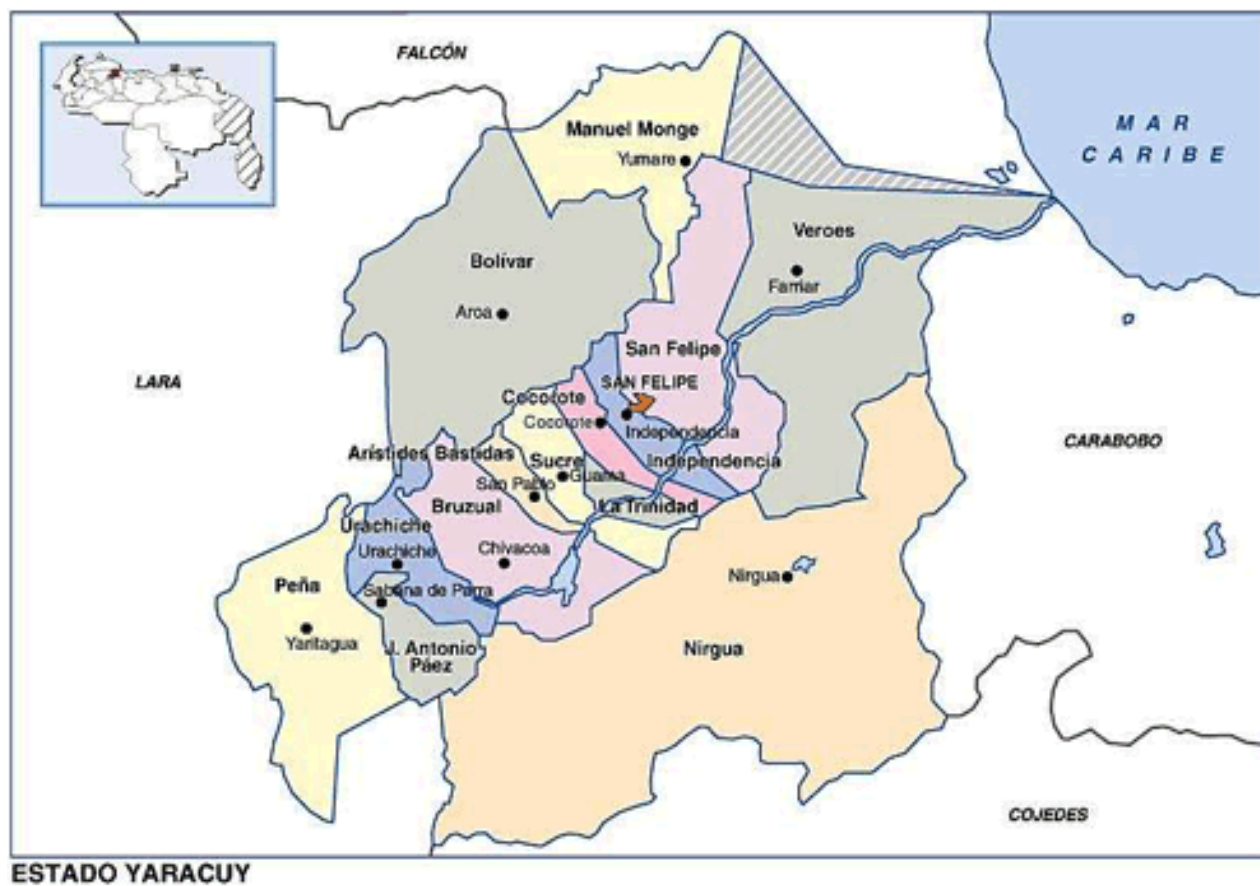 FALCÓN
MAR
CARIBE
Manuel Monge
Yumare
Veroes
Farriar
Bolívar
Aroa
LARA
San Felipe
SAN FELIPE
Cocorote
Cocorote
Independencia
CARABOBO
Arístides Bastidas
Sucre
Independencia
Guama
San Pablo
Bruzual
La Trinidad
Urachiche
Urachiche
Chivacoa
Nirgua
Peña
Sabana de Parra
Yaritagua
J. Antonio
Páez
Nirgua
COJEDES
ESTADO YARACUY